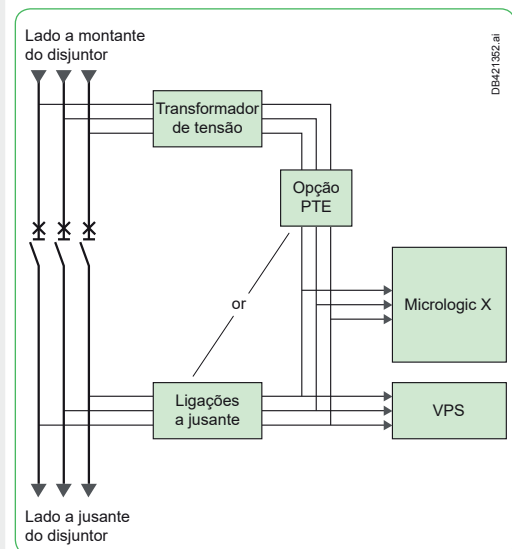 Lado a montante
do disjuntor
DB421352.ai
Transformador
de tensão
Opção
PTE
Micrologic X
or
Ligações
a jusante
VPS
Lado a jusante
do disjuntor